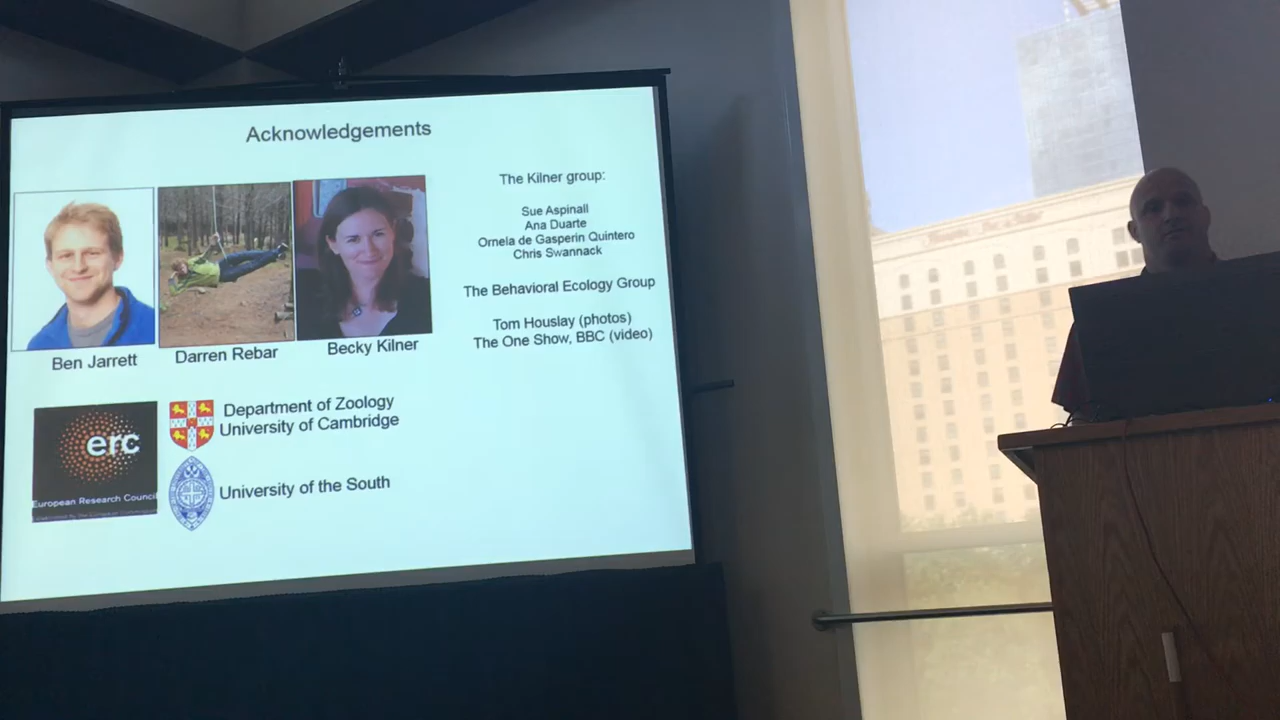 Acknowledgements
Ben Jarrett
Darren Rebar
Becky Kilner
The Kilner group:
Sue Aspinall
Ana Duarte
Ornela de Gasperin Quintero
Chris Swannack
The Behavioral Ecology Group
Tom Houslay (photos)
The One Show, BBC (video)
erc
European Research Council
Department of Zoology
University of Cambridge
University of the South